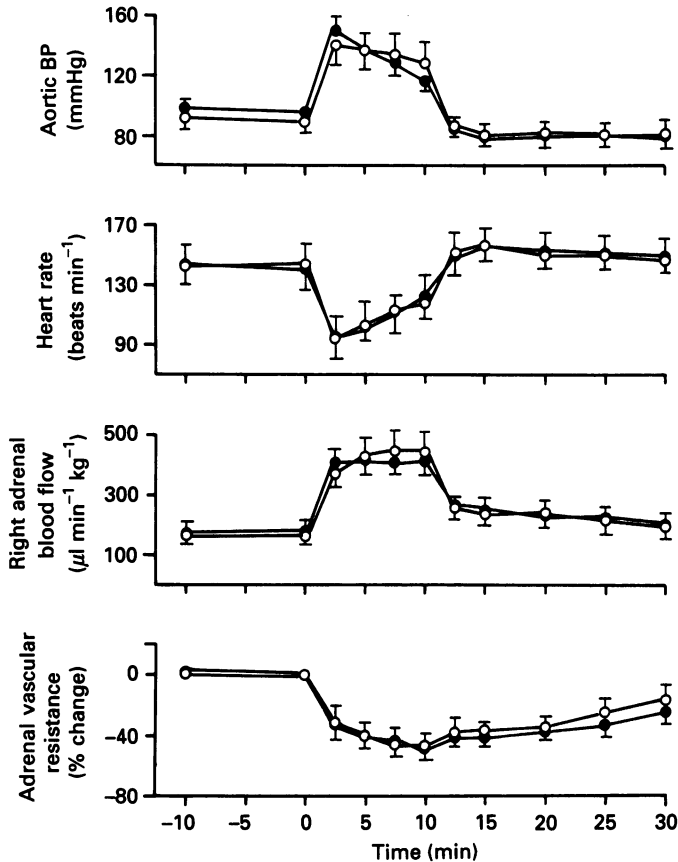 Aortic BP
(mmHg)
160
120
80
Heart rate
(beats min⁻¹)
170
130
90
Right adrenal
blood flow
(µl min⁻¹ kg⁻¹)
500
300
100
Adrenal vascular
resistance
(% change)
0
−40
−80
−10 −5 0 5 10 15 20 25 30
Time (min)